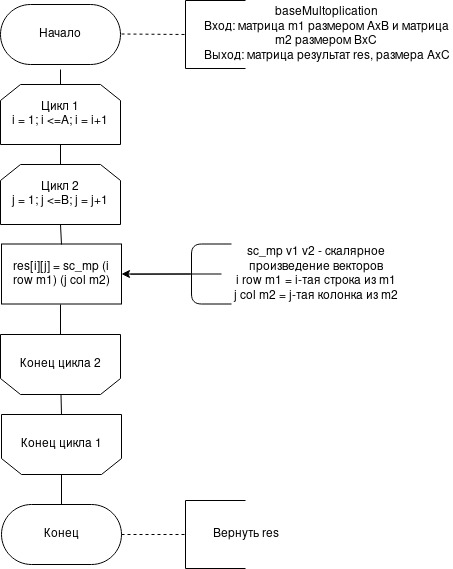 Начало
baseMultoplication
Вход: матрица m1 размером AxB и матрица
m2 размером BxC
Выход: матрица результат res, размера AxC
Цикл 1
i = 1; i <=A; i = i+1
Цикл 2
j = 1; j <=B; j = j+1
res[i][j] = sc_mp (i
row m1) (j col m2)
sc_mp v1 v2 - скалярное
произведение векторов
i row m1 = i-тая строка из m1
j col m2 = j-тая колонка из m2
Конец цикла 2
Конец цикла 1
Конец
Вернуть res